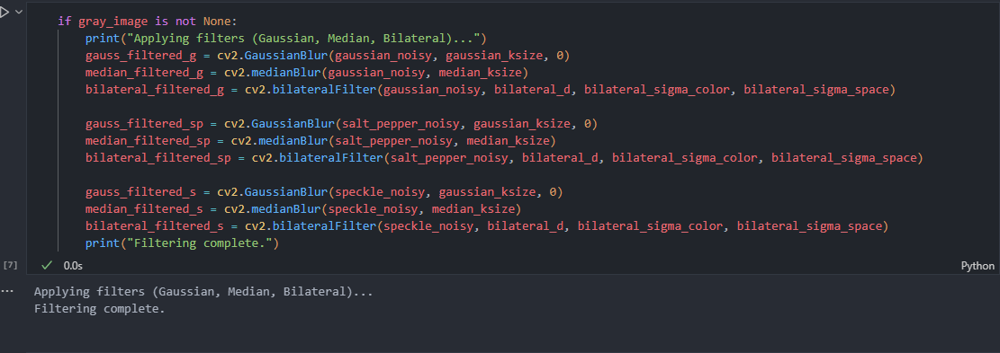 if gray_image is not None:
    print("Applying filters (Gaussian, Median, Bilateral)...")
    gauss_filtered_g = cv2.GaussianBlur(gaussian_noisy, gaussian_ksize, 0)
    median_filtered_g = cv2.medianBlur(gaussian_noisy, median_ksize)
    bilateral_filtered_g = cv2.bilateralFilter(gaussian_noisy, bilateral_d, bilateral_sigma_color, bilateral_sigma_space)

    gauss_filtered_sp = cv2.GaussianBlur(salt_pepper_noisy, gaussian_ksize, 0)
    median_filtered_sp = cv2.medianBlur(salt_pepper_noisy, median_ksize)
    bilateral_filtered_sp = cv2.bilateralFilter(salt_pepper_noisy, bilateral_d, bilateral_sigma_color, bilateral_sigma_space)

    gauss_filtered_s = cv2.GaussianBlur(speckle_noisy, gaussian_ksize, 0)
    median_filtered_s = cv2.medianBlur(speckle_noisy, median_ksize)
    bilateral_filtered_s = cv2.bilateralFilter(speckle_noisy, bilateral_d, bilateral_sigma_color, bilateral_sigma_space)
    print("Filtering complete.")
[7] ✓ 0.0s Python
... Applying filters (Gaussian, Median, Bilateral)...
Filtering complete.